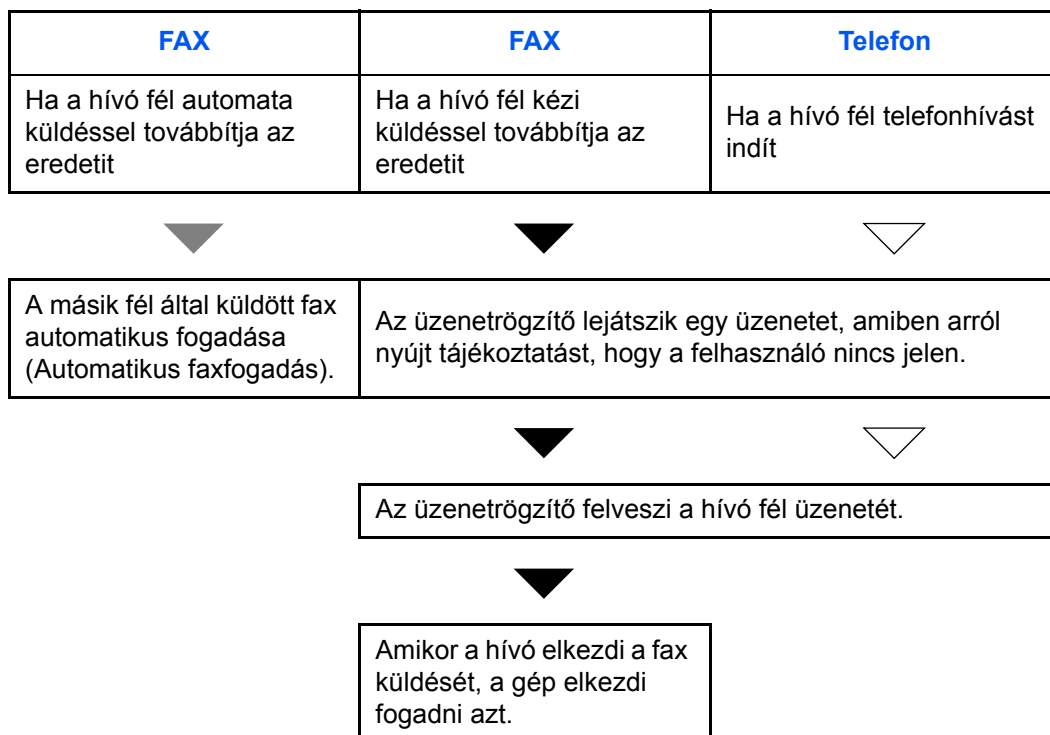 FAX
FAX
Telefon
Ha a hívó fél automata
küldéssel továbbítja az
eredetit
Ha a hívó fél kézi
küldéssel továbbítja az
eredetit
Ha a hívó fél telefonhívást
indít
A másik fél által küldött fax
automatikus fogadása
(Automatikus faxfogadás).
Az üzenetrögzítő lejátszik egy üzenetet, amiben arról
nyújt tájékoztatást, hogy a felhasználó nincs jelen.
Az üzenetrögzítő felveszi a hívó fél üzenetét.
Amikor a hívó elkezdi a fax
küldését, a gép elkezdi
fogadni azt.